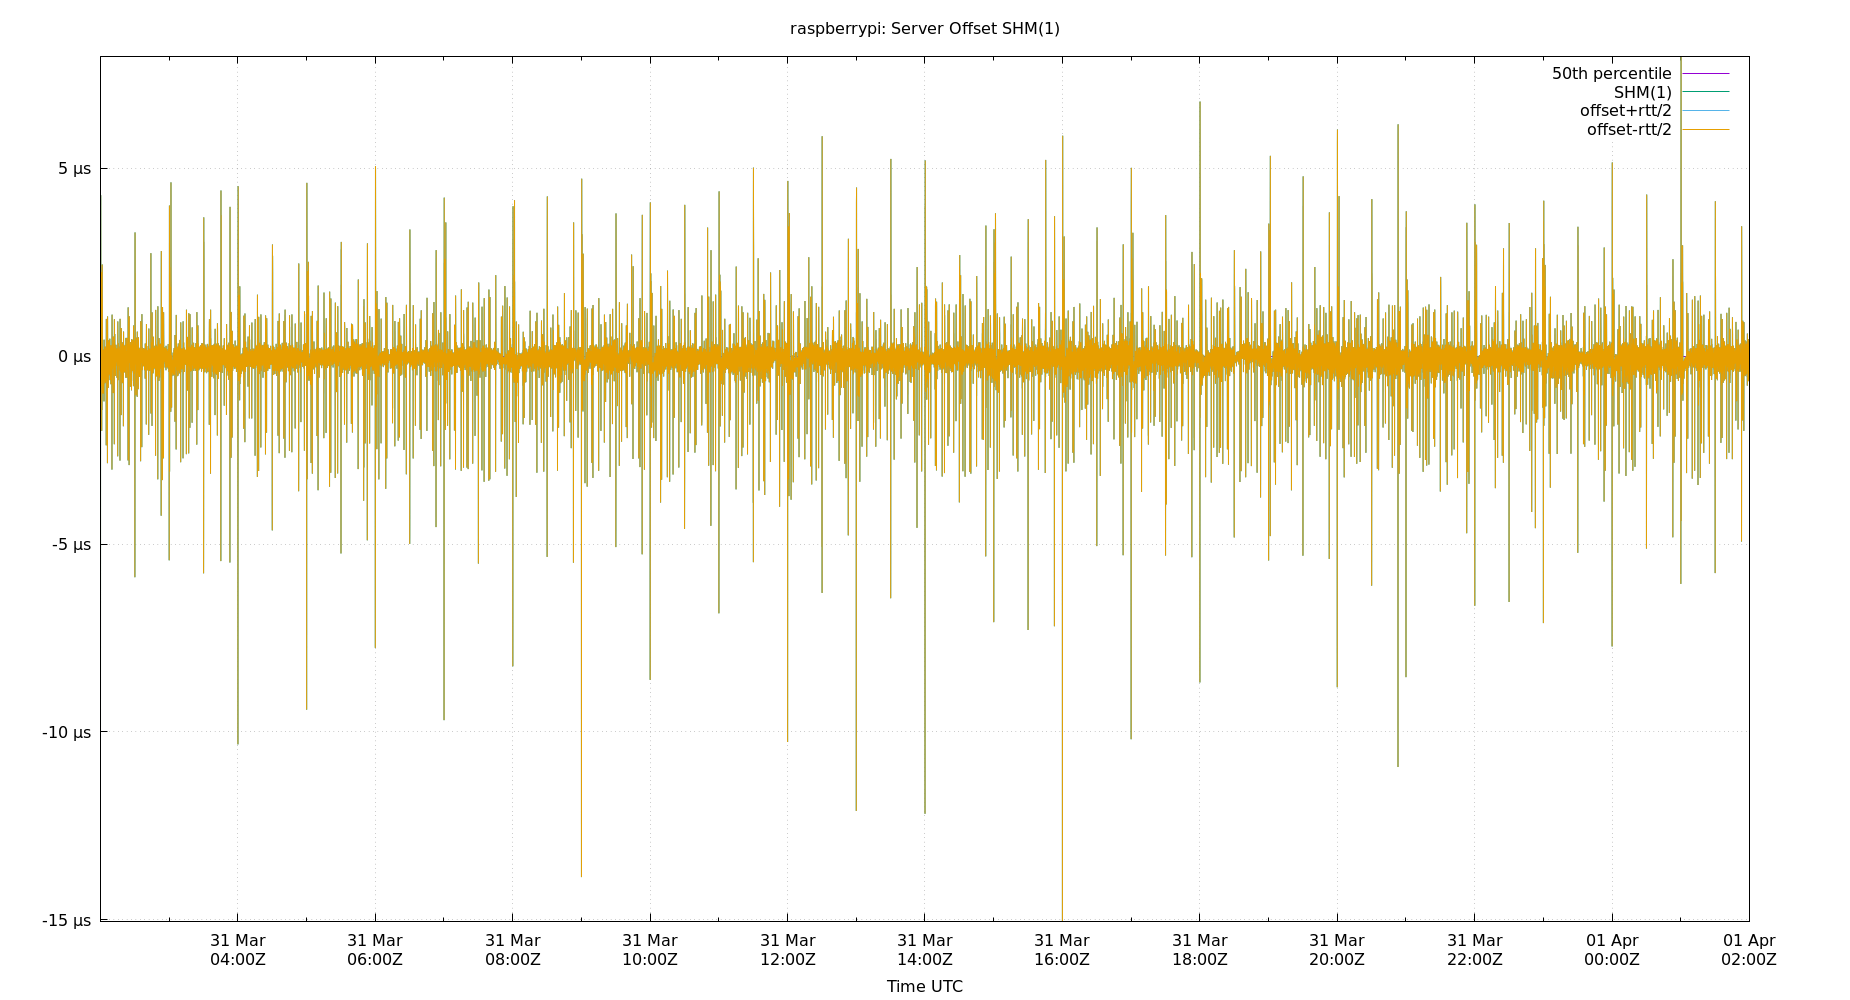 raspberrypi: Server Offset SHM(1)
50th percentile
SHM(1)
offset+rtt/2
offset-rtt/2
5 µs
0 µs
-5 µs
-10 µs
-15 µs
31 Mar 31 Mar 31 Mar 31 Mar 31 Mar 31 Mar 31 Mar 31 Mar 31 Mar 31 Mar 01 Apr 01 Apr
04:00Z 06:00Z 08:00Z 10:00Z 12:00Z 14:00Z 16:00Z 18:00Z 20:00Z 22:00Z 00:00Z 02:00Z
Time UTC